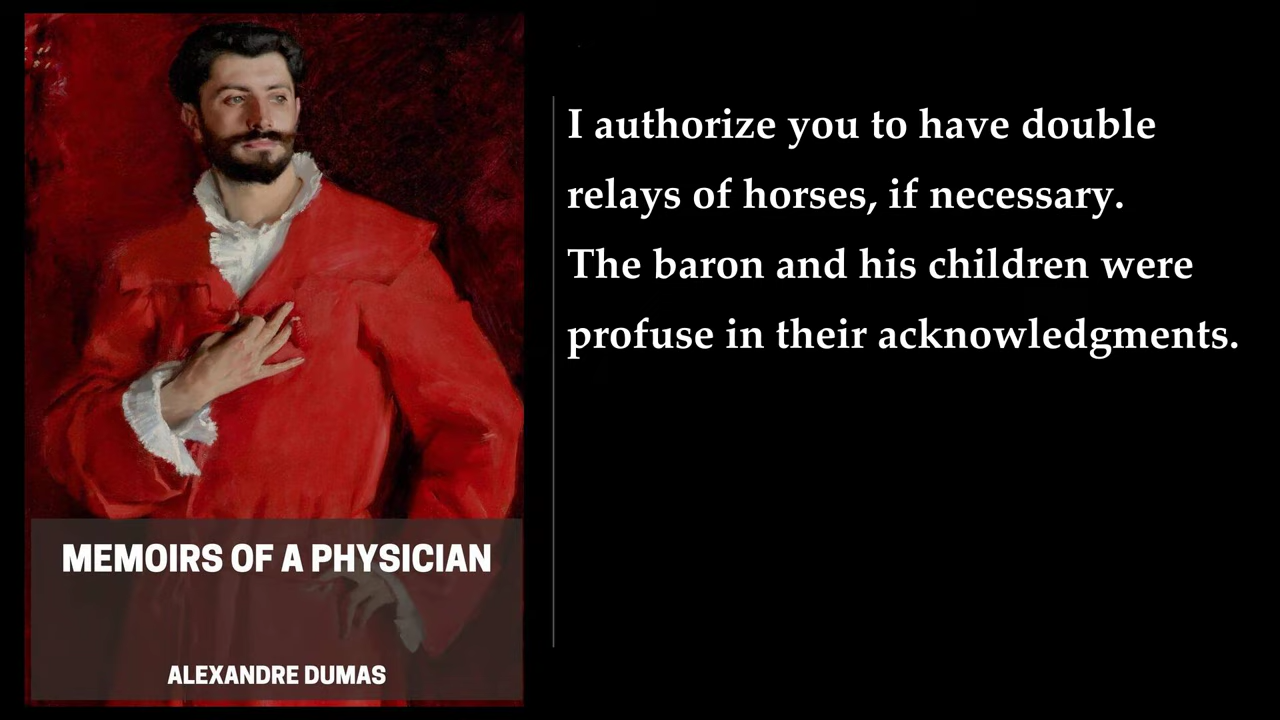 MEMOIRS OF A PHYSICIAN
ALEXANDRE DUMAS
I authorize you to have double
relays of horses, if necessary.
The baron and his children were
profuse in their acknowledgments.